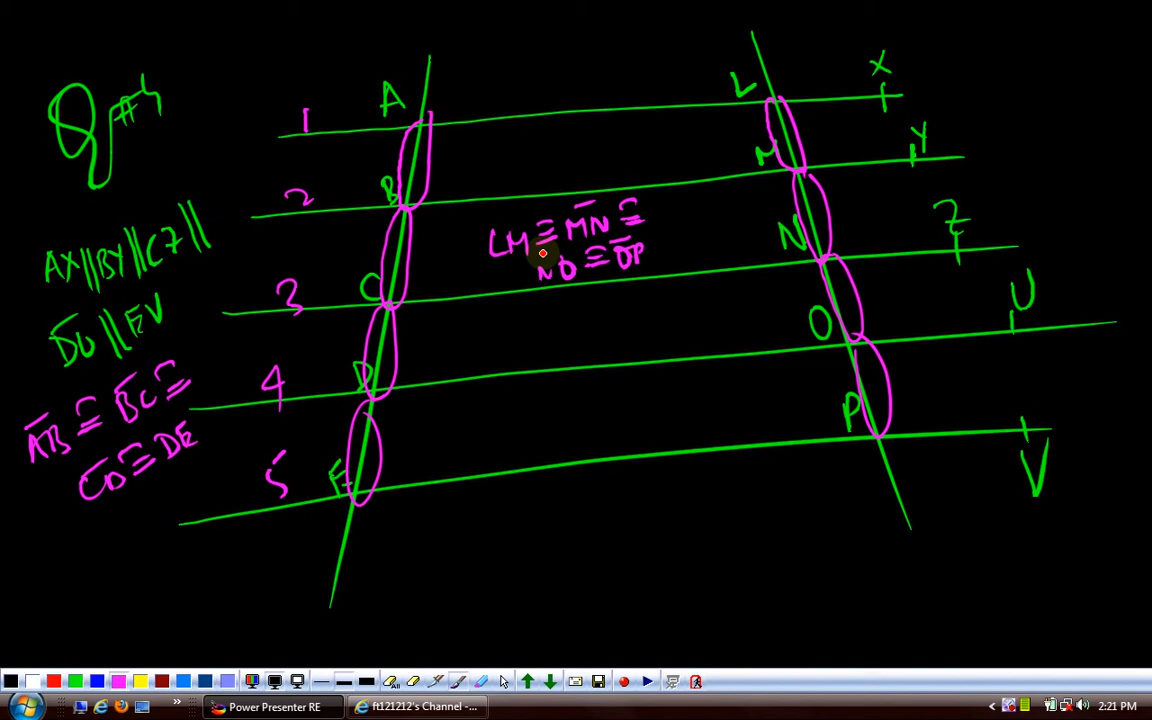 8 #4
A
L
X
1
M
Y
B
2
N
Z
AX||BY||CZ||
DU||EV
LM ≅ MN ≅
NO ≅ OP
C
3
O
U
AB ≅ BC ≅
CD ≅ DE
D
4
P
E
5
V
Power Presenter RE
ft121212's Channel - ...
2:21 PM